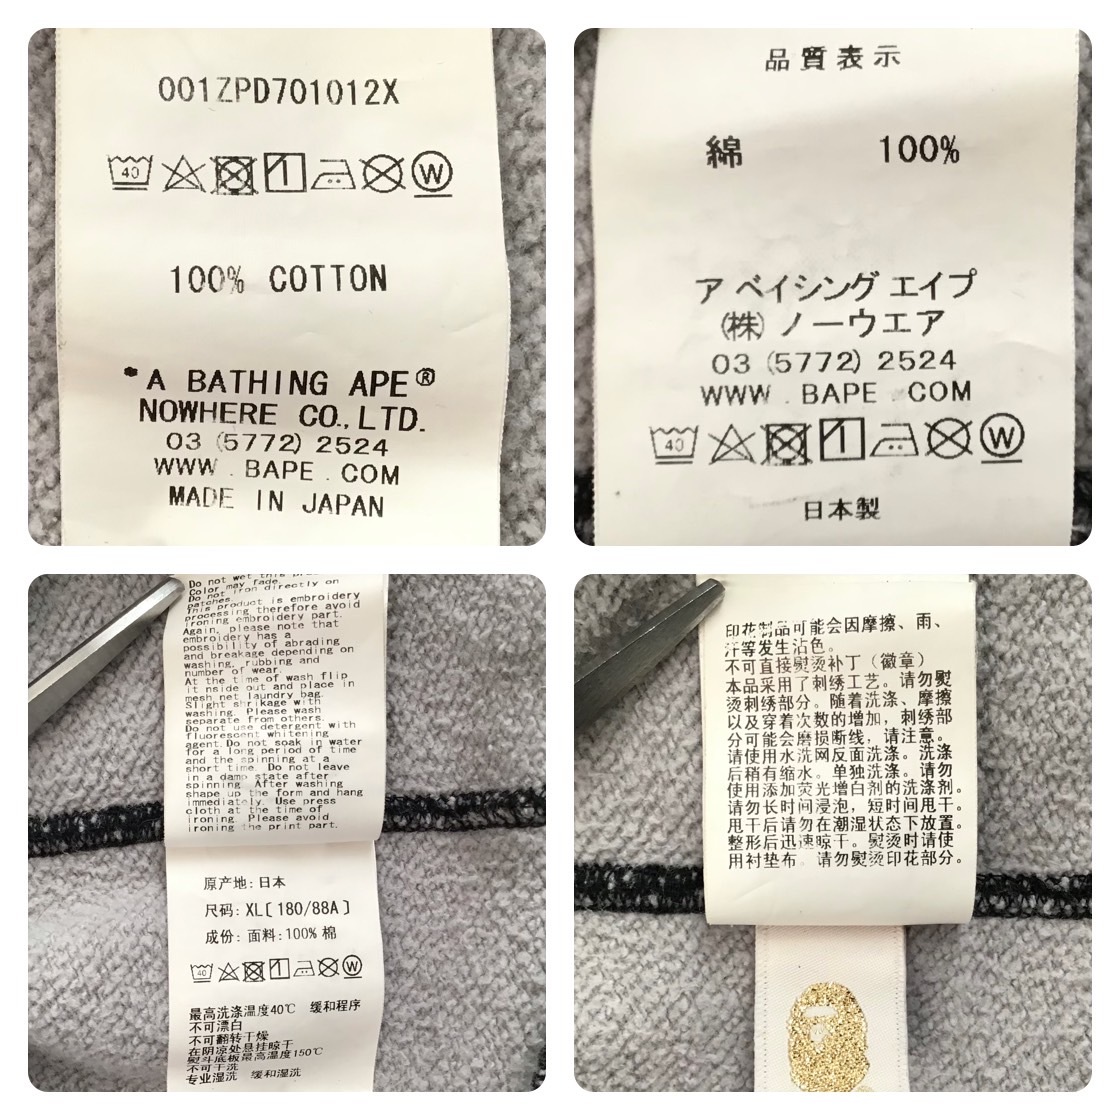 001ZPD701012X
40
1
W
100% COTTON
*A BATHING APE®
NOWHERE CO.,LTD.
03 (5772) 2524
WWW . BAPE . COM
MADE IN JAPAN
品質表示
綿 100%
ア ベイシング エイプ
(株) ノーウエア
03 (5772) 2524
WWW . BAPE . COM
40
1
W
日本製
Do not wet this
Color may fade.
Do not iron directly on
patches.
This product is embroidery
processing therefore avoid
ironing embroidery part.
Again, please note that
embroidery has a
possibility of abrading
and breakage depending on
washing, rubbing and
number of wear.
At the time of wash flip
it nside out and place in
mesh net laundry bag.
Slight shrikage with
washing. Please wash
separate from others.
Do not use detergent with
fluorescent whitening
agent.Do not soak in water
for a long period of time
and the spinning at a
short time. Do not leave
in a damp state after
spinning. After washing
shape up the form and hang
immediately. Use press
cloth at the time of
ironing. Please avoid
ironing the print part.
原产地: 日本
尺码: XL[ 180/88A ]
成份: 面料:100% 棉
40
1
W
最高洗涤温度40℃ 缓和程序
不可漂白
不可翻转干燥
在阴凉处悬挂晾干
熨斗底板最高温度150℃
不可干洗
专业湿洗 缓和湿洗
印花制品可能会因摩擦、雨、
汗等发生沾色。
不可直接熨烫补丁（徽章）
本品采用了刺绣工艺。请勿熨
烫刺绣部分。随着洗涤、摩擦
以及穿着次数的增加，刺绣部
分可能会磨损断线，请注意。
请使用水洗网反面洗涤。洗涤
后稍有缩水。单独洗涤。请勿
使用添加荧光增白剂的洗涤剂。
请勿长时间浸泡，短时间甩干。
甩干后请勿在潮湿状态下放置。
整形后迅速晾干。熨烫时请使
用衬垫布。请勿熨烫印花部分。